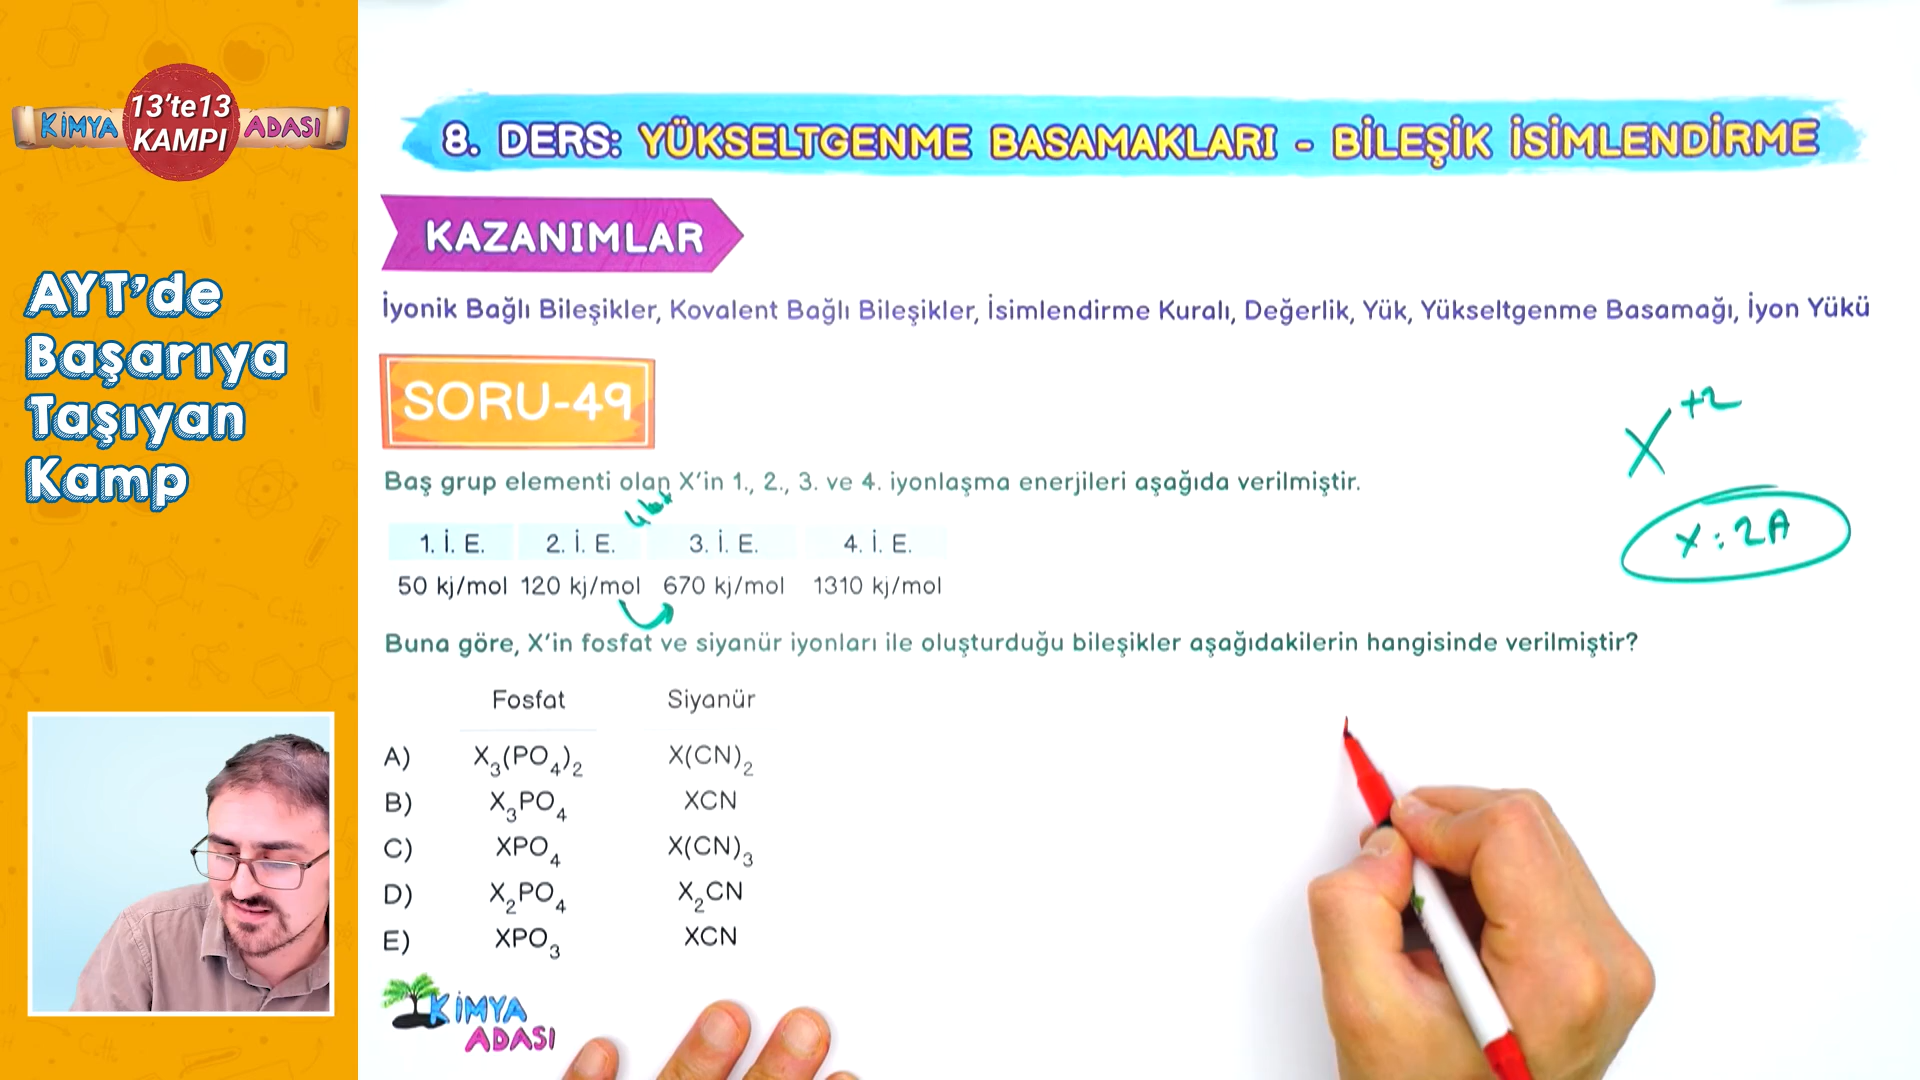 KİMYA 13'te13 KAMPI ADASI
AYT'de
Başarıya
Taşıyan
Kamp
8. DERS: YÜKSELTGENME BASAMAKLARI - BİLEŞİK İSİMLENDİRME
KAZANIMLAR
İyonik Bağlı Bileşikler, Kovalent Bağlı Bileşikler, İsimlendirme Kuralı, Değerlik, Yük, Yükseltgenme Basamağı, İyon Yükü
SORU-49
X+2
X : 2A
Baş grup elementi olan X'in 1., 2., 3. ve 4. iyonlaşma enerjileri aşağıda verilmiştir.
1. İ. E. 2. İ. E. 3. İ. E. 4. İ. E.
50 kj/mol 120 kj/mol 670 kj/mol 1310 kj/mol
Buna göre, X'in fosfat ve siyanür iyonları ile oluşturduğu bileşikler aşağıdakilerin hangisinde verilmiştir?
Fosfat Siyanür
A) X₃(PO₄)₂ X(CN)₂
B) X₃PO₄ XCN
C) XPO₄ X(CN)₃
D) X₂PO₄ X₂CN
E) XPO₃ XCN
KİMYA
ADASI